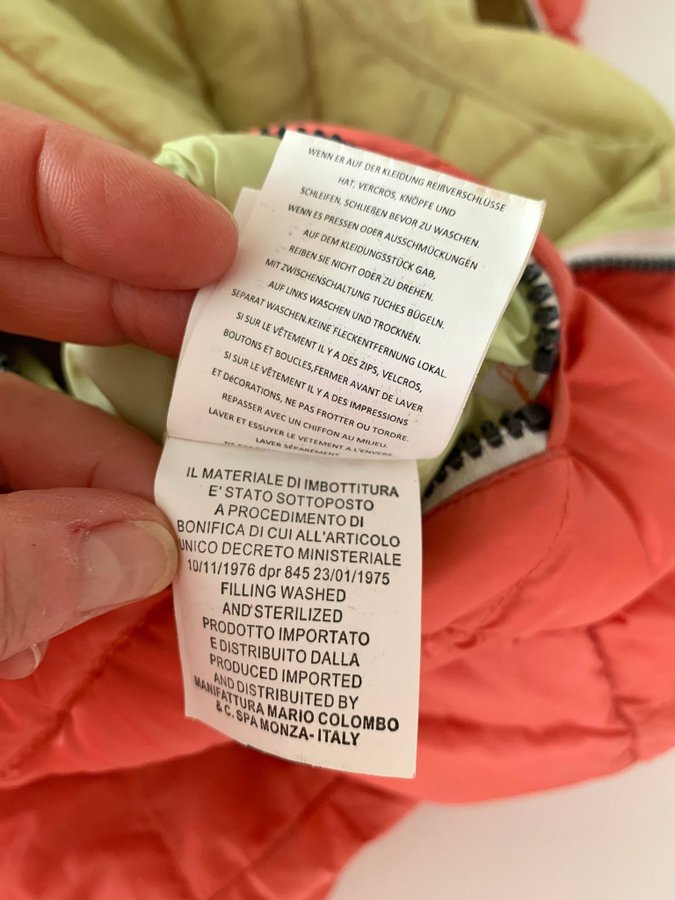 WENN ER AUF DER KLEIDUNG REIßVERSCHLÜSSE
HAT, VERCROS, KNÖPFE UND
SCHLEIFEN, SCHLIEßEN BEVOR ZU WASCHEN.
WENN ES PRESSEN ODER AUSSCHMÜCKUNGEN
AUF DEM KLEIDUNGSSTÜCK GAB,
REIBEN SIE NICHT ODER ZU DREHEN.
MIT ZWISCHENSCHALTUNG TUCHES BÜGELN.
AUF LINKS WASCHEN UND TROCKNEN.
SEPARAT WASCHEN.KEINE FLECKENTFERNUNG LOKAL.
SI SUR LE VÊTEMENT IL Y A DES ZIPS, VELCROS,
BOUTONS ET BOUCLES,FERMER AVANT DE LAVER
SI SUR LE VÊTEMENT IL Y A DES IMPRESSIONS
ET DéCORATIONS, NE PAS FROTTER OU TORDRE.
REPASSER AVEC UN CHIFFON AU MILIEU.
LAVER ET ESSUYER LE VETEMENT A L'ENVERS
LAVER SÉPARÉMENT
IL MATERIALE DI IMBOTTITURA
E' STATO SOTTOPOSTO
A PROCEDIMENTO DI
BONIFICA DI CUI ALL'ARTICOLO
UNICO DECRETO MINISTERIALE
10/11/1976 dpr 845 23/01/1975
FILLING WASHED
AND STERILIZED
PRODOTTO IMPORTATO
E DISTRIBUITO DALLA
PRODUCED IMPORTED
AND DISTRIBUTED BY
MANIFATTURA MARIO COLOMBO
& C. SPA MONZA- ITALY